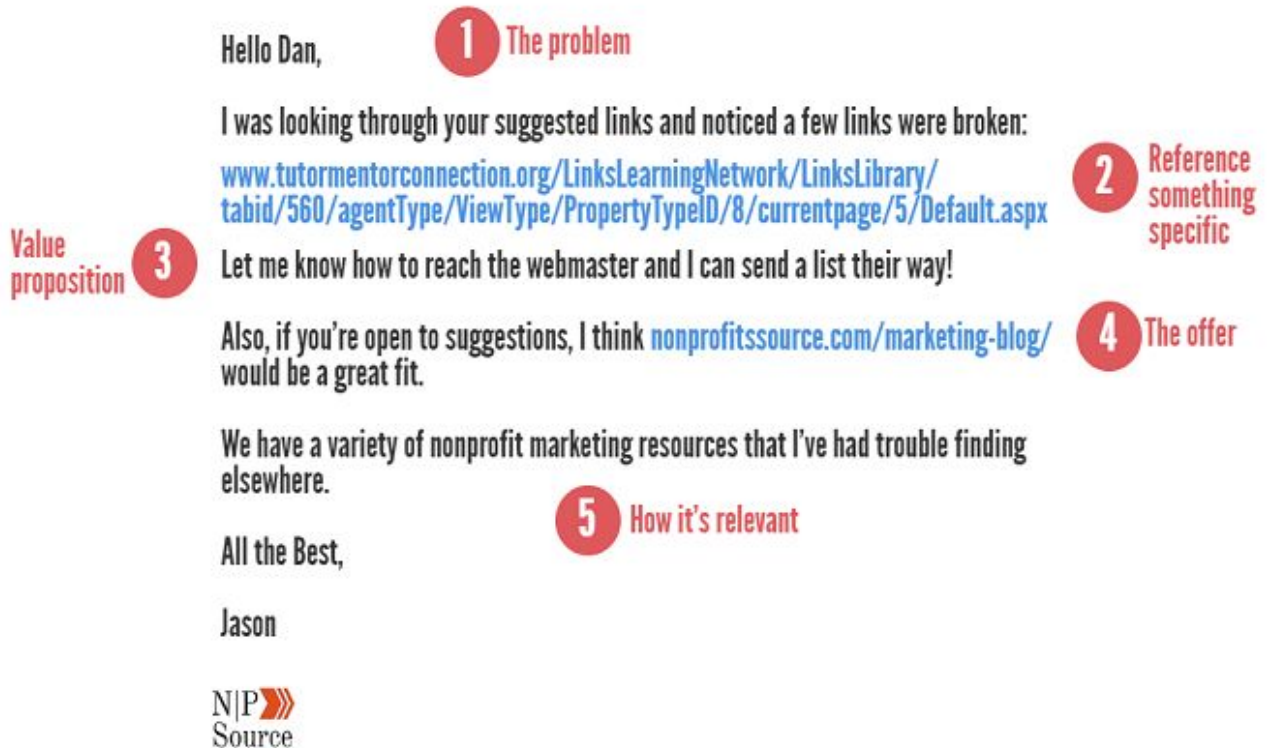 Hello Dan,
1 The problem
I was looking through your suggested links and noticed a few links were broken:
www.tutormentorconnection.org/LinksLearningNetwork/LinksLibrary/
tabid/560/agentType/ViewType/PropertyTypeID/8/currentpage/5/Default.aspx
2 Reference
something
specific
Value
proposition 3
Let me know how to reach the webmaster and I can send a list their way!
Also, if you're open to suggestions, I think nonprofitssource.com/marketing-blog/
would be a great fit.
4 The offer
We have a variety of nonprofit marketing resources that I've had trouble finding
elsewhere.
5 How it's relevant
All the Best,
Jason
N|P
Source